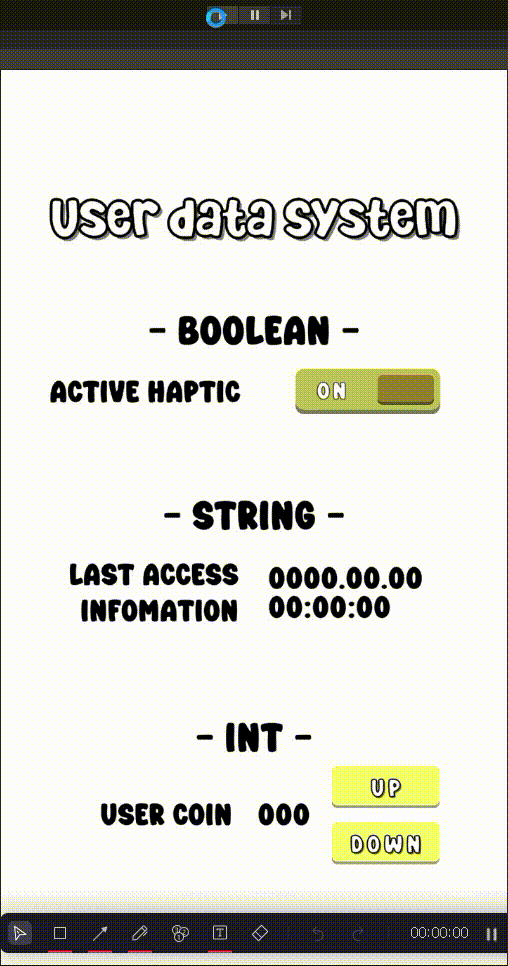 User data system
- BOOLEAN -
ACTIVE HAPTIC ON
- STRING -
LAST ACCESS 0000.00.00
INFOMATION 00:00:00
- INT -
UP
USER COIN 000
DOWN
00:00:00